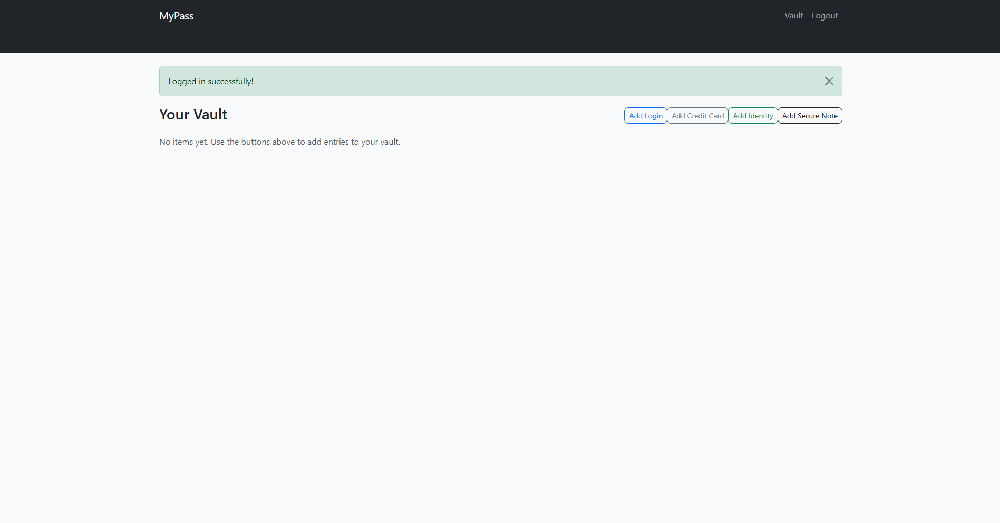 MyPass Vault Logout
Logged in successfully!
Your Vault Add Login Add Credit Card Add Identity Add Secure Note
No items yet. Use the buttons above to add entries to your vault.